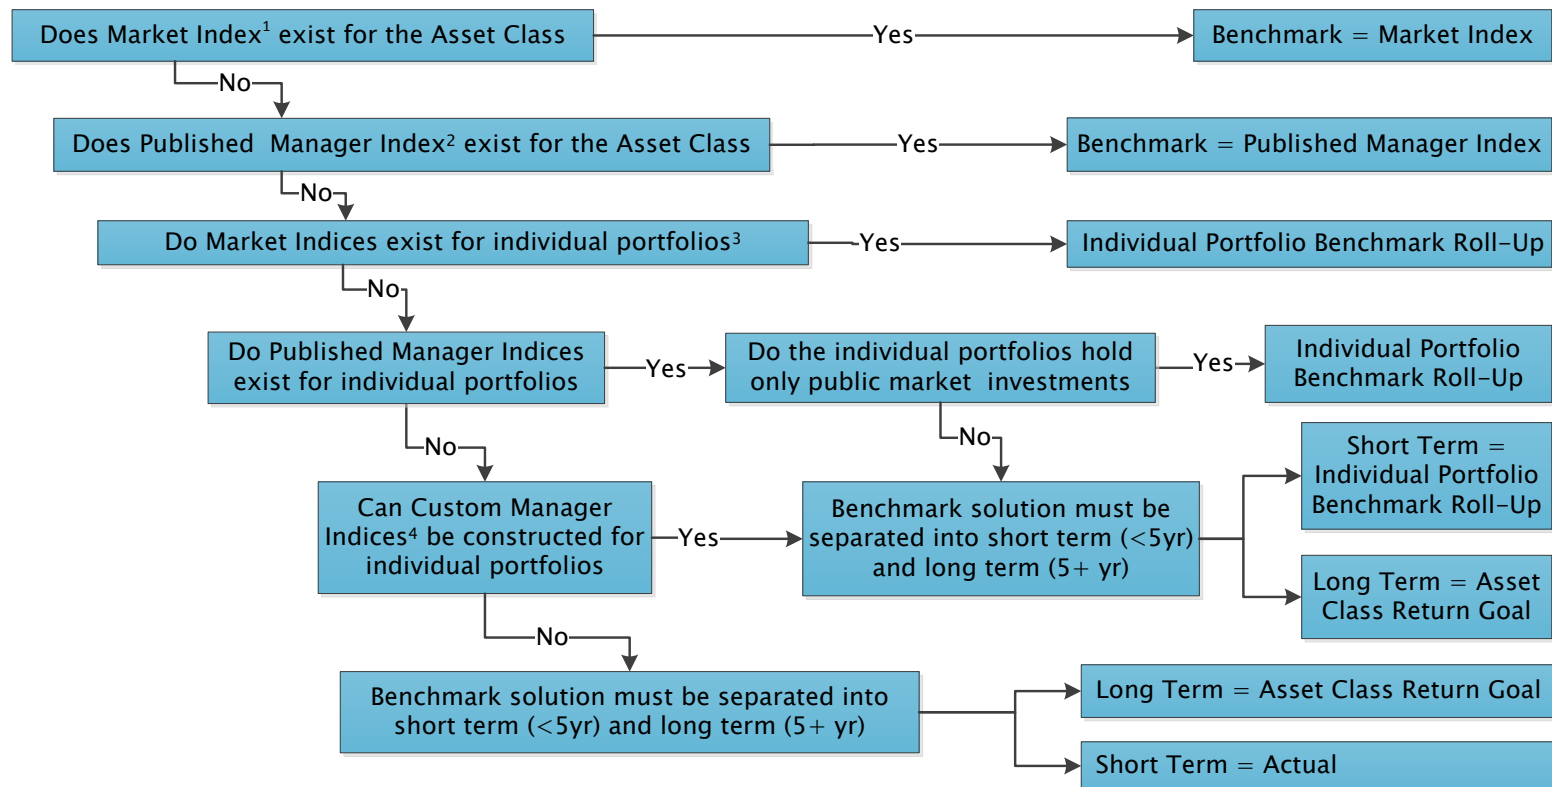 Does Market Index¹ exist for the Asset Class
Yes
Benchmark = Market Index
No
Does Published  Manager Index² exist for the Asset Class
Yes
Benchmark = Published Manager Index
No
Do Market Indices exist for individual portfolios³
Yes
Individual Portfolio Benchmark Roll-Up
No
Do Published Manager Indices
exist for individual portfolios
Yes
Do the individual portfolios hold
only public market  investments
Yes
Individual Portfolio
Benchmark Roll-Up
No
No
Short Term =
Individual Portfolio
Benchmark Roll-Up
Can Custom Manager
Indices⁴ be constructed for
individual portfolios
Yes
Benchmark solution must be
separated into short term (<5yr)
and long term (5+ yr)
Long Term = Asset
Class Return Goal
No
Benchmark solution must be separated into
short term (<5yr) and long term (5+ yr)
Long Term = Asset Class Return Goal
Short Term = Actual